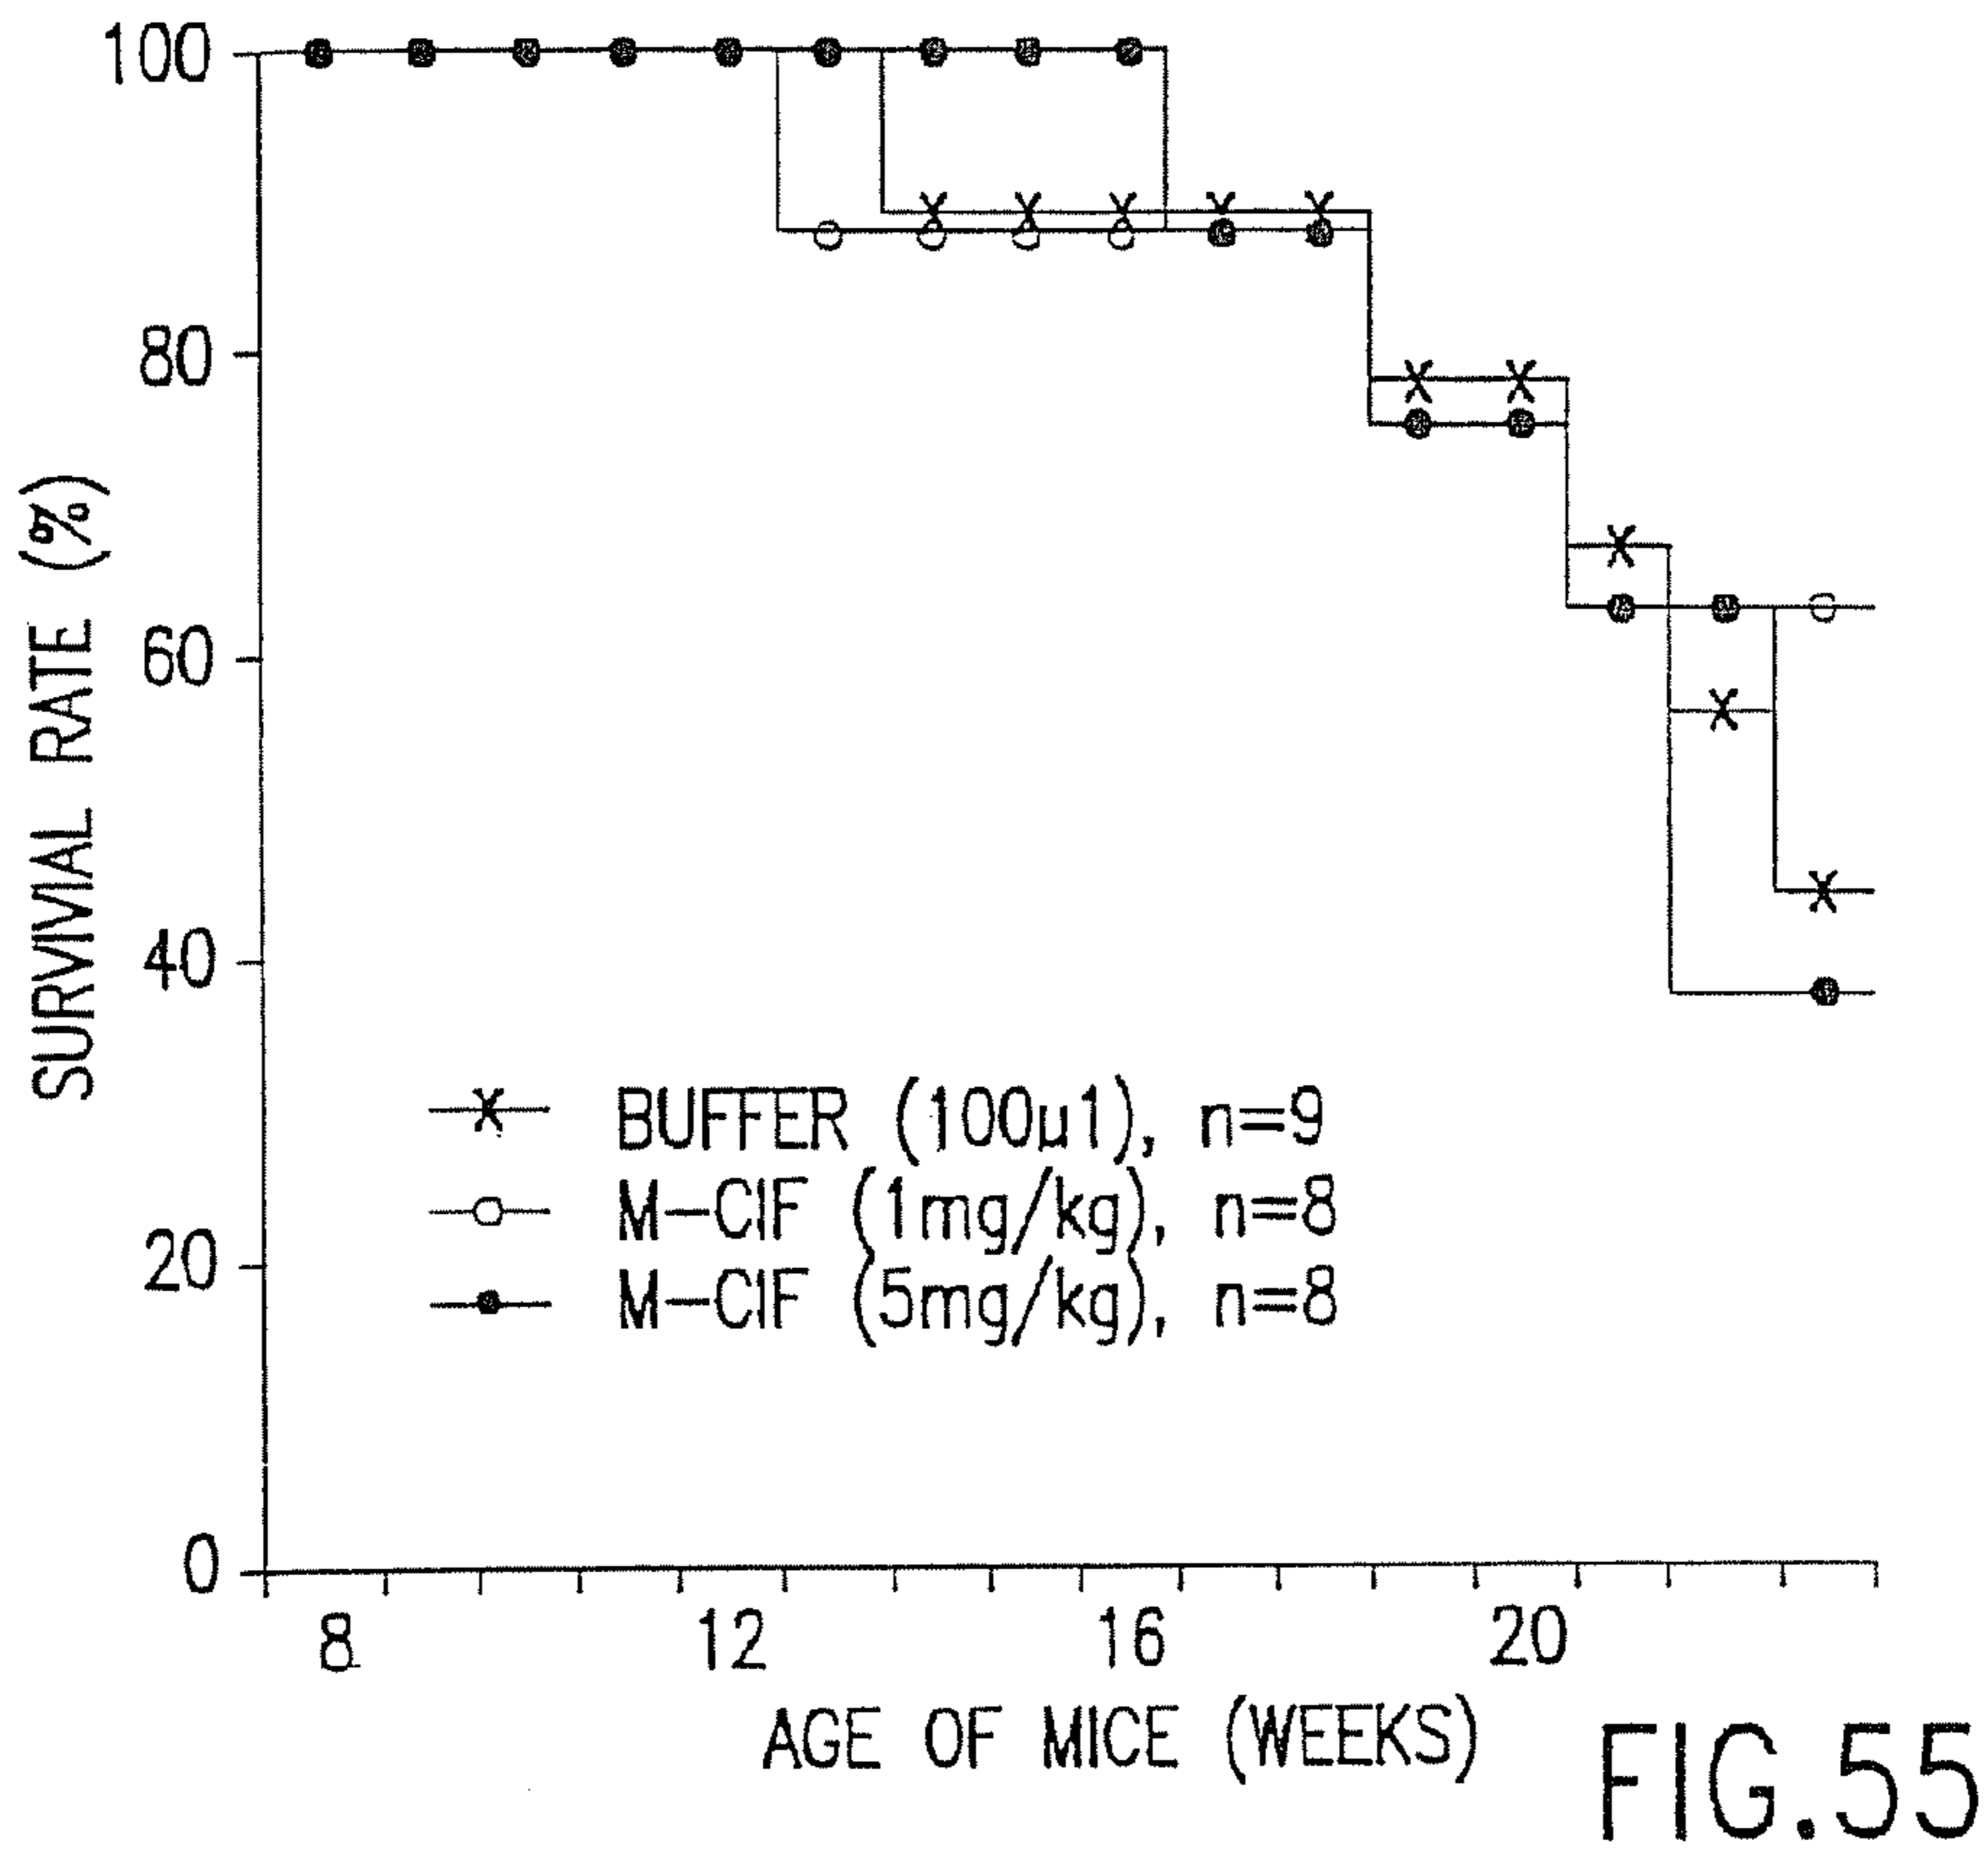 100
80
60
40
20
0
SURVIVIAL RATE (%)
BUFFER (100µl), n=9
M-CIF (1mg/kg), n=8
M-CIF (5mg/kg), n=8
8 12 16 20
AGE OF MICE (WEEKS)
FIG.55